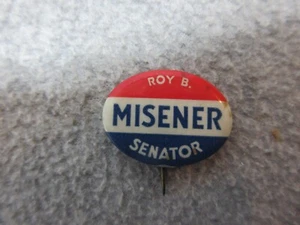 ROY B.
MISENER
SENATOR